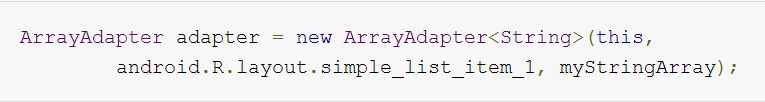 ArrayAdapter adapter = new ArrayAdapter<String>(this,
android.R.layout.simple_list_item_1, myStringArray);